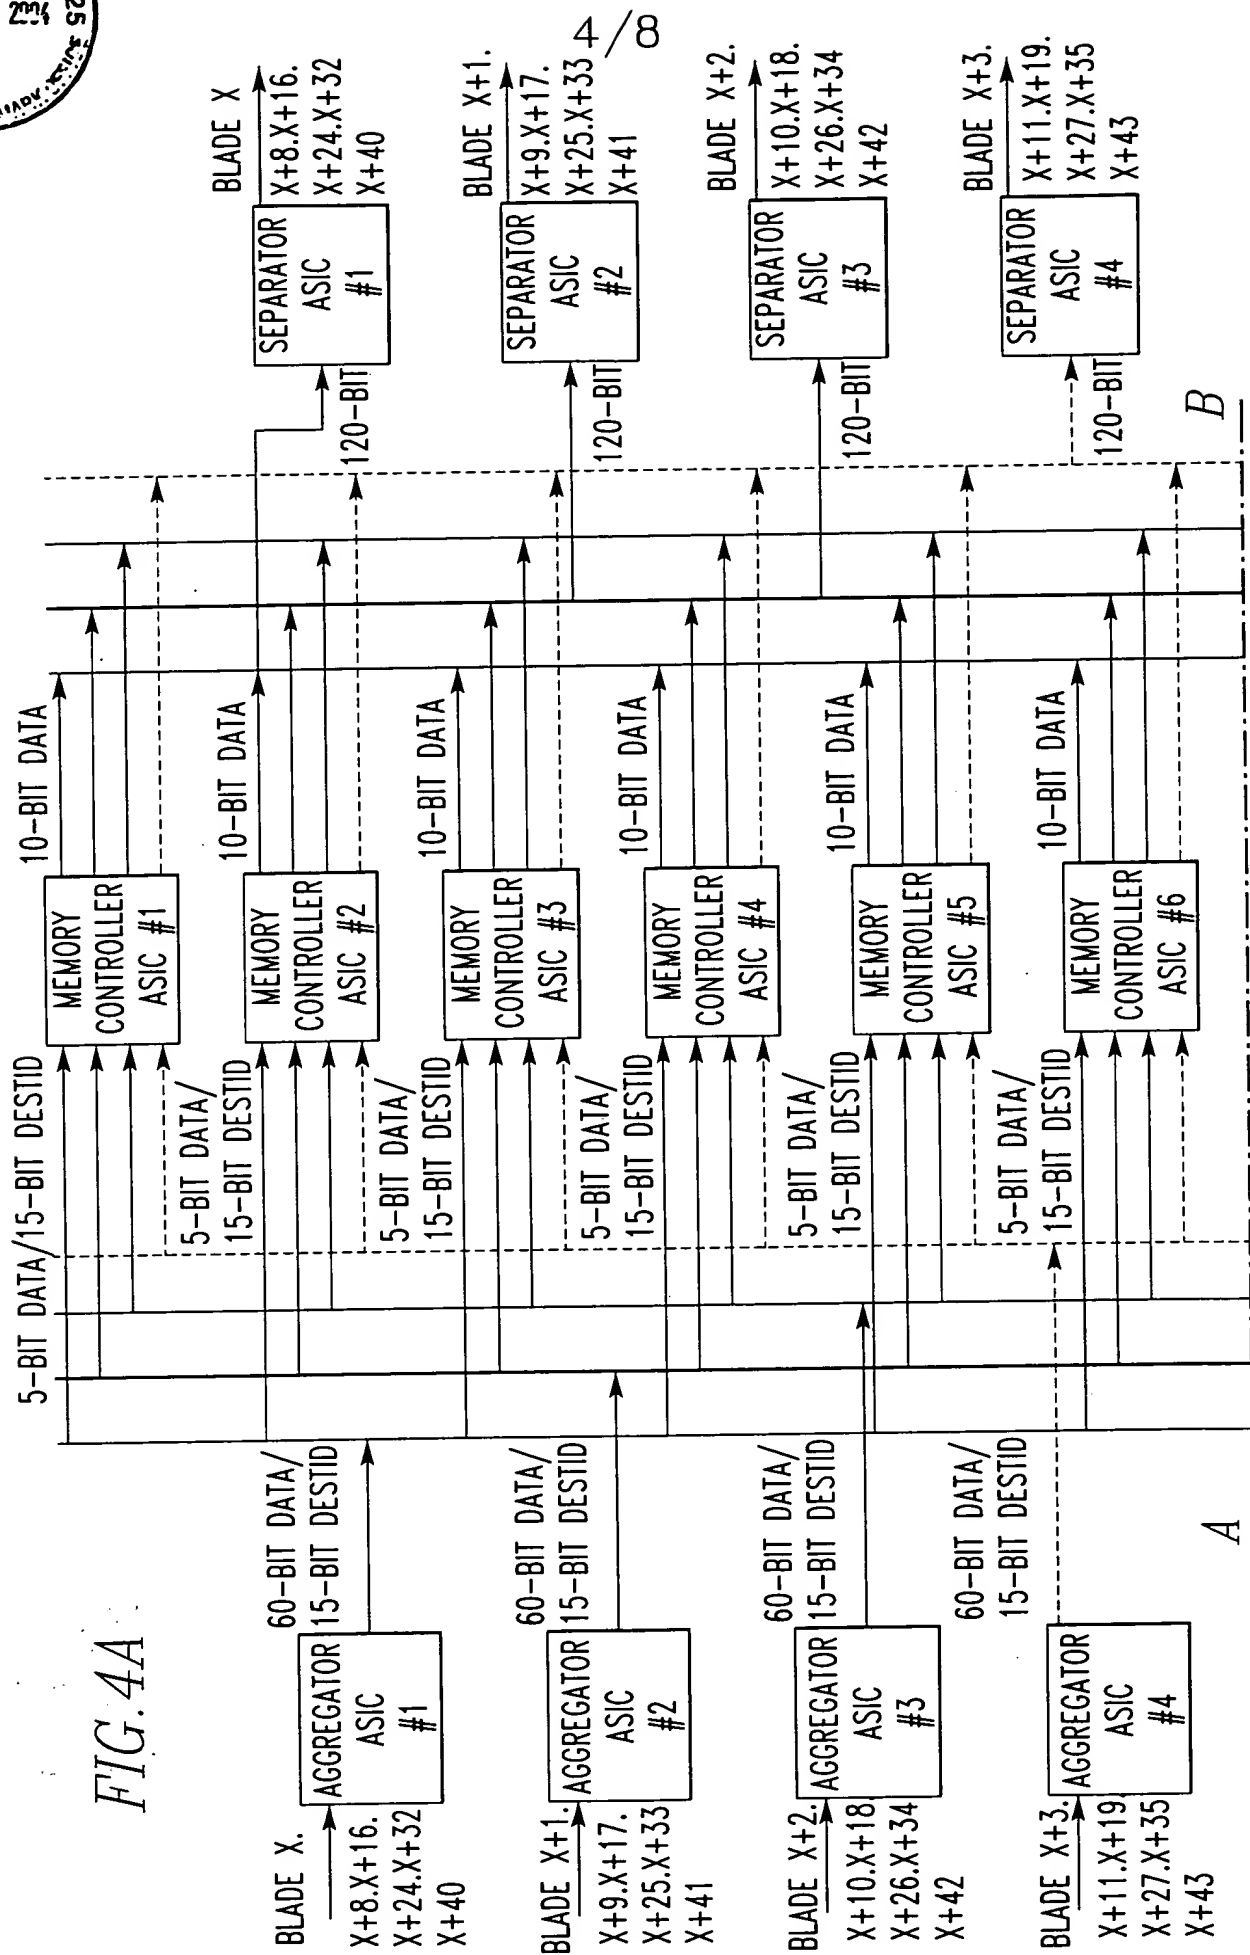 4/8
FIG.4A
BLADE X.
X+8.X+16.
X+24.X+32
X+40
AGGREGATOR
ASIC
#1
60-BIT DATA/
15-BIT DESTID
BLADE X+1.
X+9.X+17.
X+25.X+33
X+41
AGGREGATOR
ASIC
#2
60-BIT DATA/
15-BIT DESTID
BLADE X+2.
X+10.X+18
X+26.X+34
X+42
AGGREGATOR
ASIC
#3
60-BIT DATA/
15-BIT DESTID
BLADE X+3.
X+11.X+19.
X+27.X+35
X+43
AGGREGATOR
ASIC
#4
60-BIT DATA/
15-BIT DESTID
A
5-BIT DATA/15-BIT DESTID
MEMORY
CONTROLLER
ASIC #1
10-BIT DATA
5-BIT DATA/
15-BIT DESTID
MEMORY
CONTROLLER
ASIC #2
10-BIT DATA
5-BIT DATA/
15-BIT DESTID
MEMORY
CONTROLLER
ASIC #3
10-BIT DATA
5-BIT DATA/
15-BIT DESTID
MEMORY
CONTROLLER
ASIC #4
10-BIT DATA
5-BIT DATA/
15-BIT DESTID
MEMORY
CONTROLLER
ASIC #5
10-BIT DATA
5-BIT DATA/
15-BIT DESTID
MEMORY
CONTROLLER
ASIC #6
10-BIT DATA
120-BIT
SEPARATOR
ASIC
#1
BLADE X
X+8.X+16.
X+24.X+32
X+40
120-BIT
SEPARATOR
ASIC
#2
BLADE X+1.
X+9.X+17.
X+25.X+33
X+41
120-BIT
SEPARATOR
ASIC
#3
BLADE X+2.
X+10.X+18.
X+26.X+34
X+42
120-BIT
SEPARATOR
ASIC
#4
BLADE X+3.
X+11.X+19.
X+27.X+35
X+43
B
25